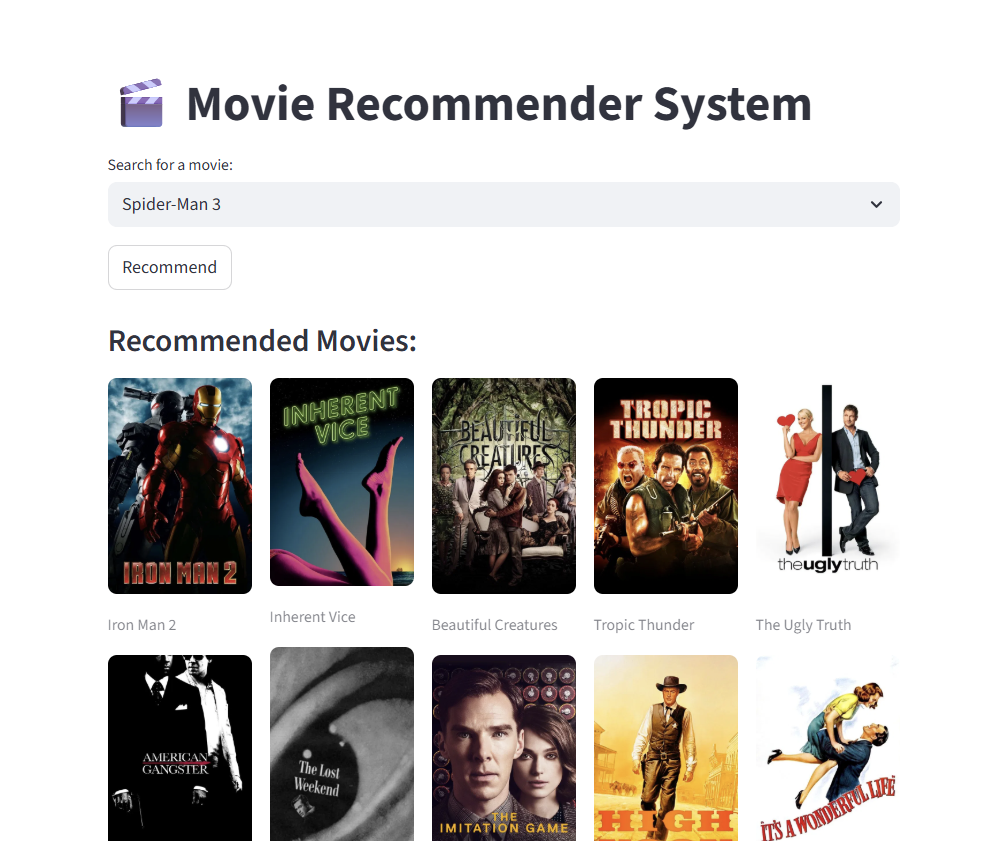 Movie Recommender System
Search for a movie:
Spider-Man 3
Recommend
Recommended Movies:
IRON MAN 2
INHERENT
VICE
BEAUTIFUL
CREATURES
TROPIC
THUNDER
theuglytruth
Iron Man 2
Inherent Vice
Beautiful Creatures
Tropic Thunder
The Ugly Truth
AMERICAN
GANGSTER
The Lost
Weekend
THE
IMITATION GAME
HIGH
IT'S A WONDERFUL LIFE